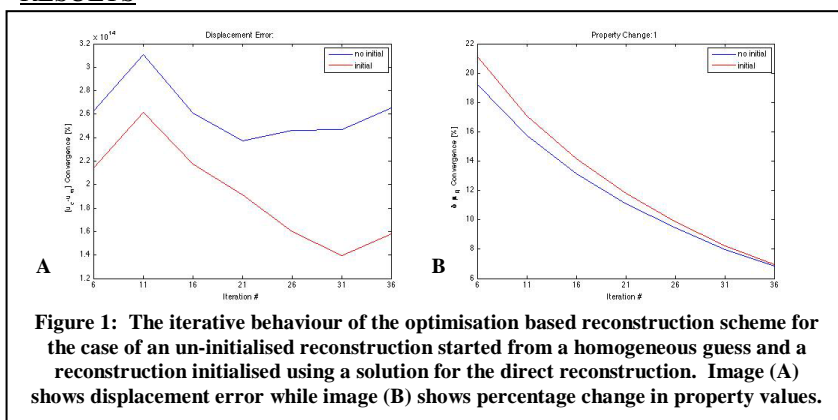 RESULTS
x 10^14
Displacement Error:
3.2
3
2.8
2.6
2.4
2.2
2
1.8
1.6
1.4
1.2
no initial
initial
Convergence [%]
6 11 16 21 26 31 36
Iteration #
A
Property Change: 1
22
20
18
16
14
12
10
8
6
no initial
initial
Convergence [%]
6 11 16 21 26 31 36
Iteration #
B
Figure 1: The iterative behaviour of the optimisation based reconstruction scheme for
the case of an un-initialised reconstruction started from a homogeneous guess and a
reconstruction initialised using a solution for the direct reconstruction. Image (A)
shows displacement error while image (B) shows percentage change in property values.